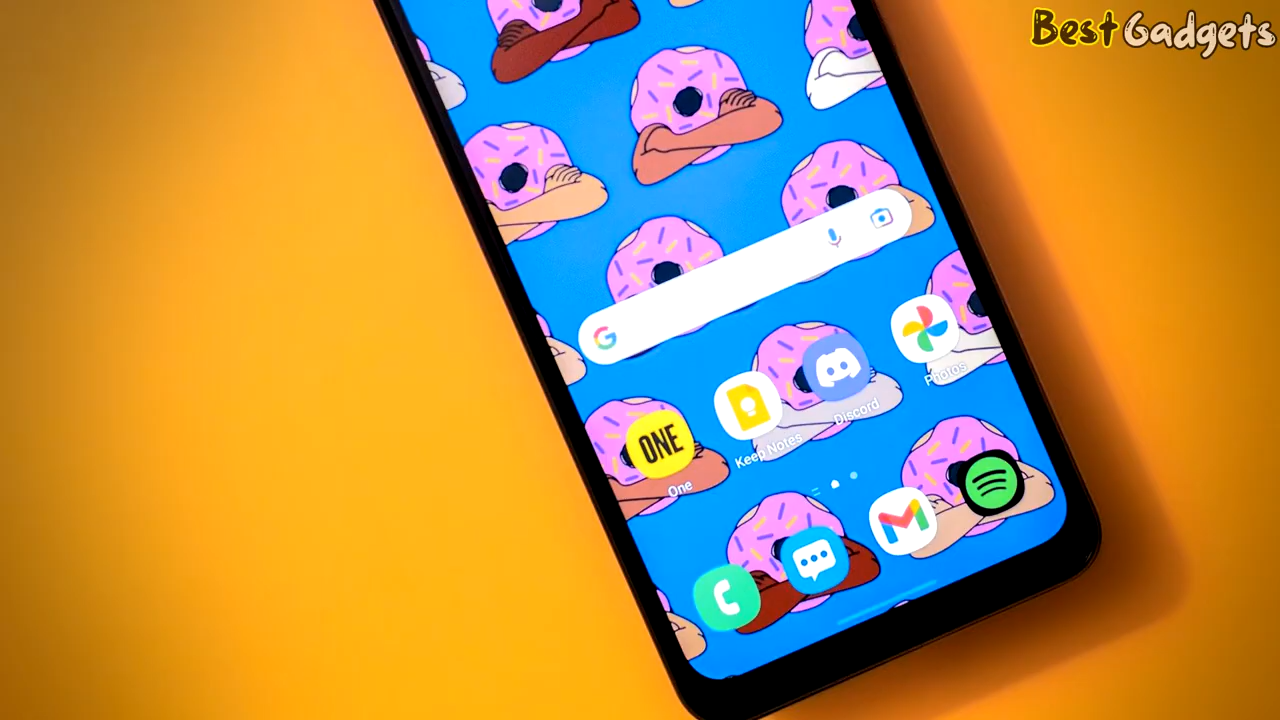 Best Gadgets
G
Photos
Discord
Keep Notes
ONE
One